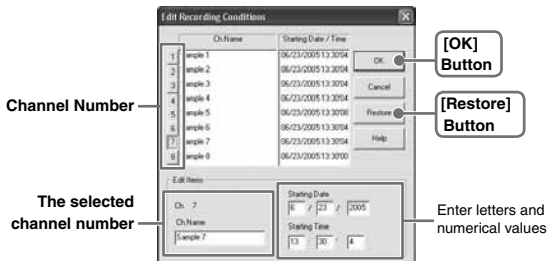 Edit Recording Conditions
Ch.Name Starting Date / Time
1 ample 1 06/23/2005 13:30'04
2 ample 2 06/23/2005 13:30'04
3 ample 3 06/23/2005 13:30'04
4 ample 4 06/23/2005 13:30'04
5 ample 5 06/23/2005 13:30'00
6 ample 6 06/23/2005 13:30'04
7 ample 7 06/23/2005 13:30'04
8 ample 8 06/23/2005 13:30'00
OK
Cancel
Restore
Help
[OK]
Button
[Restore]
Button
Channel Number
Edit Items
Ch. 7
Ch.Name
Sample 7
Starting Date
6 / 23 / 2005
Starting Time
13 : 30 ' 4
The selected
channel number
Enter letters and
numerical values